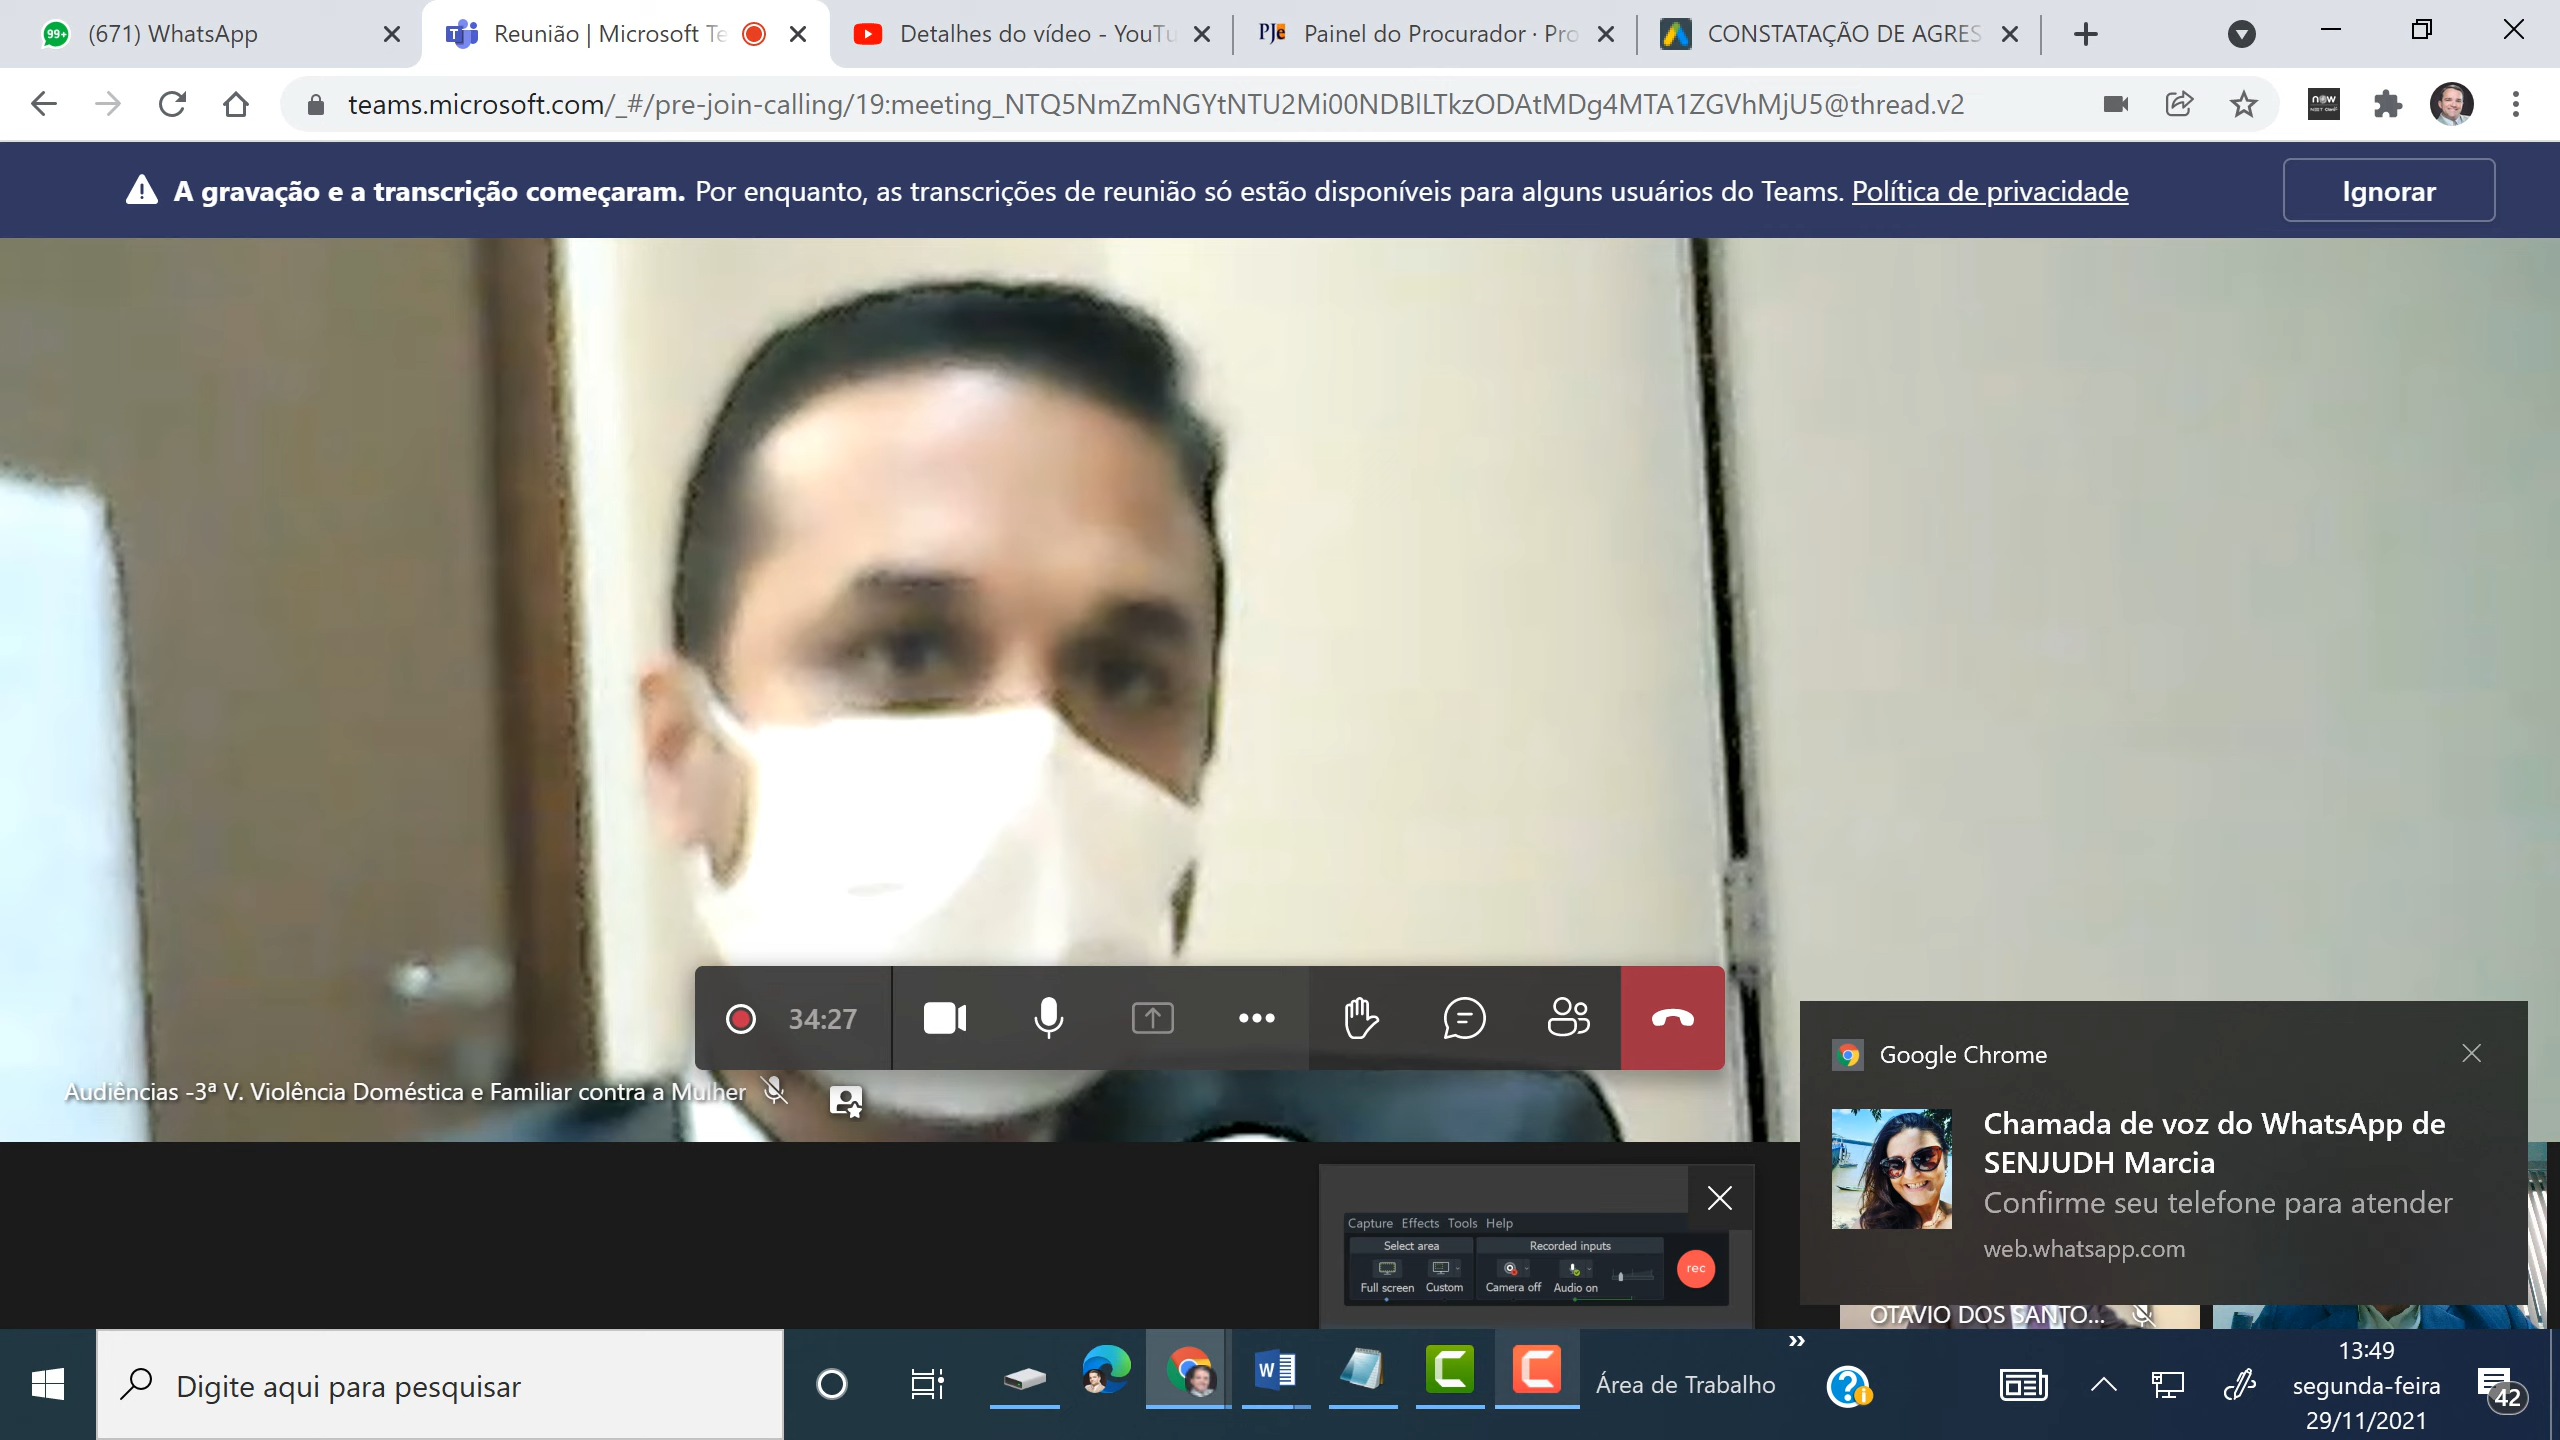 99+
(671) WhatsApp
Reunião | Microsoft Te
Detalhes do vídeo - YouTu
PJe
Painel do Procurador · Pro
CONSTATAÇÃO DE AGRES
teams.microsoft.com/_#/pre-join-calling/19:meeting_NTQ5NmZmNGYtNTU2Mi00NDBlLTkzODAtMDg4MTA1ZGVhMjU5@thread.v2
A gravação e a transcrição começaram. Por enquanto, as transcrições de reunião só estão disponíveis para alguns usuários do Teams. Política de privacidade
Ignorar
34:27
Audiências -3ª V. Violência Doméstica e Familiar contra a Mulher
Google Chrome
Chamada de voz do WhatsApp de
SENJUDH Marcia
Confirme seu telefone para atender
web.whatsapp.com
Capture Effects Tools Help
Select area
Recorded inputs
Full screen
Custom
Camera off
Audio on
rec
OTAVIO DOS SANTO...
Digite aqui para pesquisar
Área de Trabalho
13:49
segunda-feira
29/11/2021
42